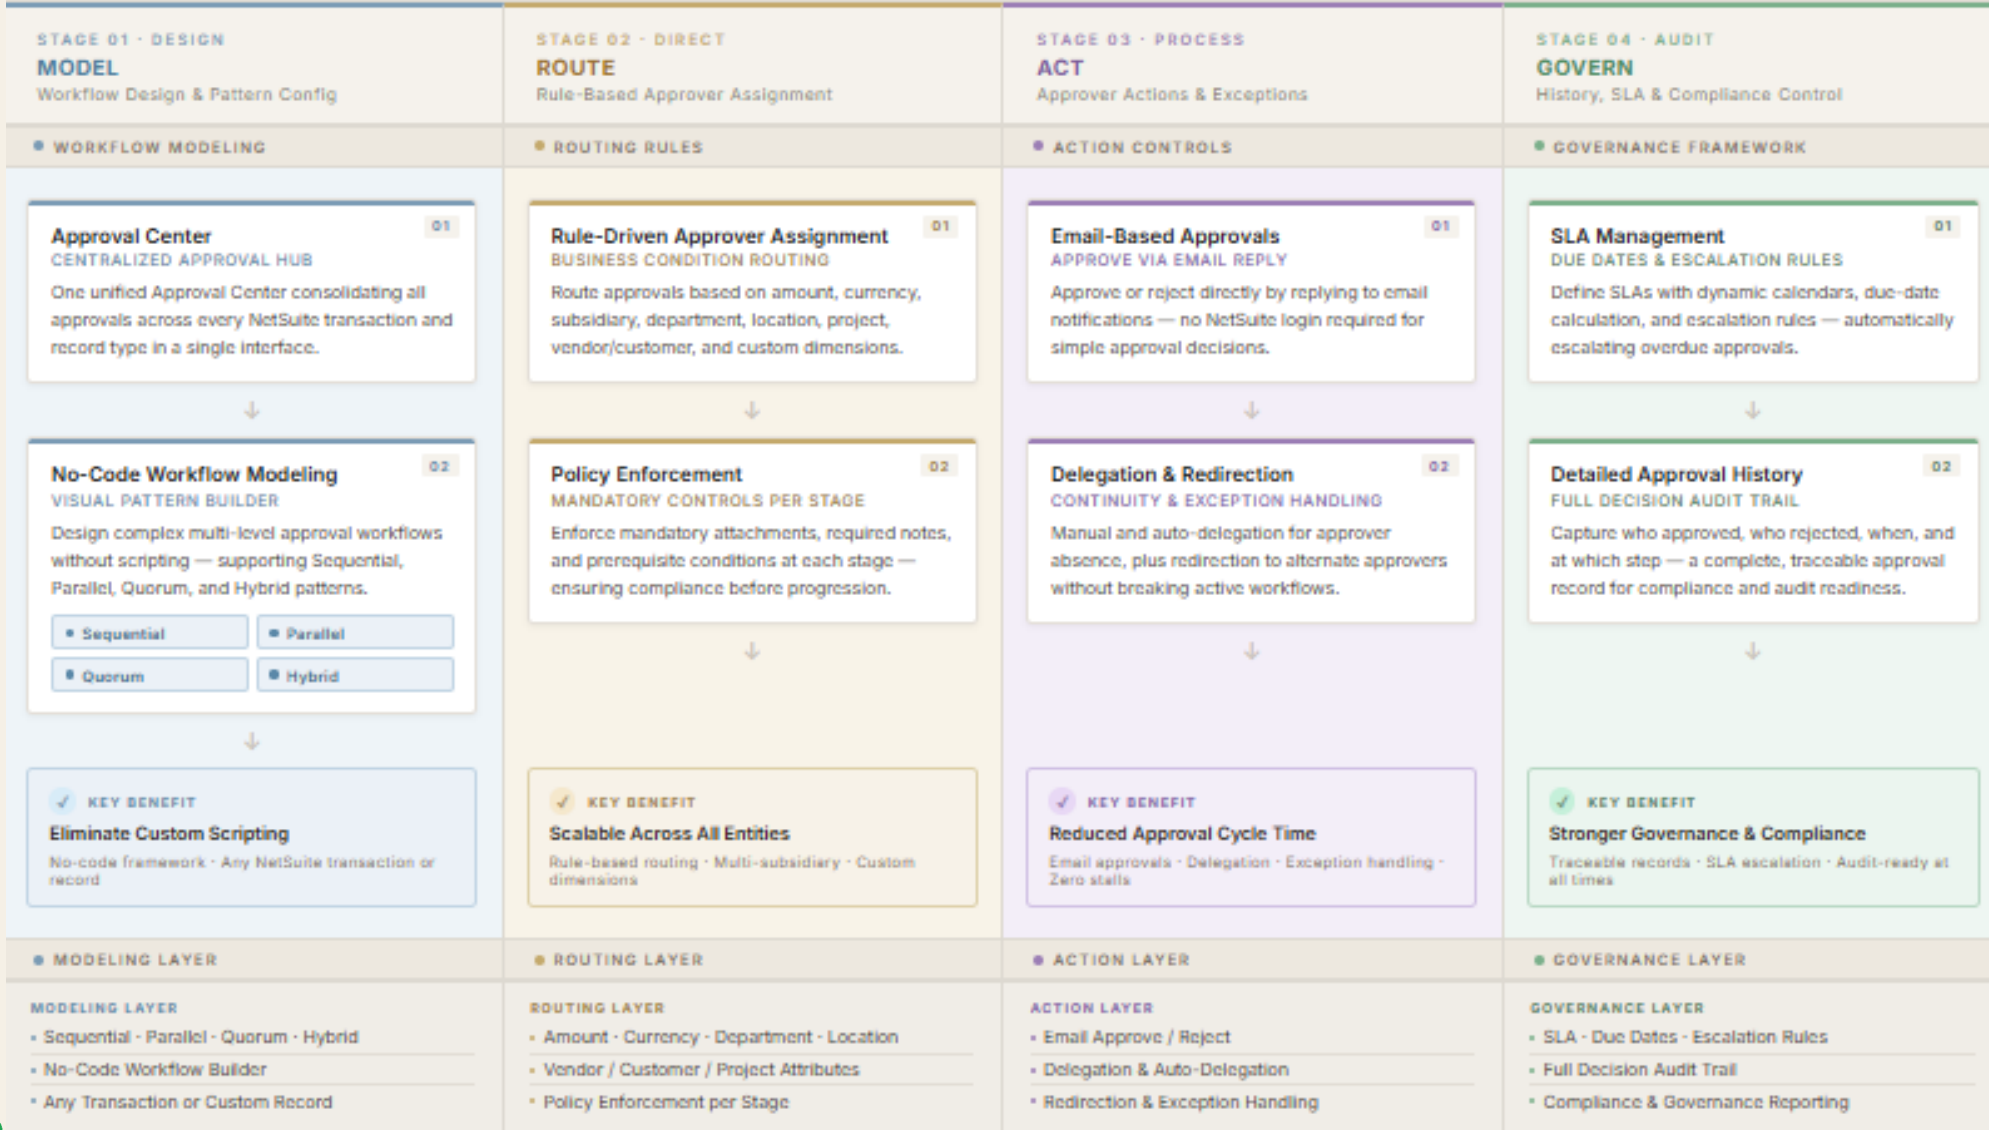 STAGE 01 · DESIGN
MODEL
Workflow Design & Pattern Config
WORKFLOW MODELING
Approval Center
01
CENTRALIZED APPROVAL HUB
One unified Approval Center consolidating all
approvals across every NetSuite transaction and
record type in a single interface.
↓
No-Code Workflow Modeling
02
VISUAL PATTERN BUILDER
Design complex multi-level approval workflows
without scripting — supporting Sequential,
Parallel, Quorum, and Hybrid patterns.
• Sequential
• Parallel
• Quorum
• Hybrid
↓
✓ KEY BENEFIT
Eliminate Custom Scripting
No-code framework · Any NetSuite transaction or
record
MODELING LAYER
MODELING LAYER
• Sequential · Parallel · Quorum · Hybrid
• No-Code Workflow Builder
• Any Transaction or Custom Record
STAGE 02 · DIRECT
ROUTE
Rule-Based Approver Assignment
ROUTING RULES
Rule-Driven Approver Assignment
01
BUSINESS CONDITION ROUTING
Route approvals based on amount, currency,
subsidiary, department, location, project,
vendor/customer, and custom dimensions.
↓
Policy Enforcement
02
MANDATORY CONTROLS PER STAGE
Enforce mandatory attachments, required notes,
and prerequisite conditions at each stage —
ensuring compliance before progression.
↓
✓ KEY BENEFIT
Scalable Across All Entities
Rule-based routing · Multi-subsidiary · Custom
dimensions
ROUTING LAYER
ROUTING LAYER
• Amount · Currency · Department · Location
• Vendor / Customer / Project Attributes
• Policy Enforcement per Stage
STAGE 03 · PROCESS
ACT
Approver Actions & Exceptions
ACTION CONTROLS
Email-Based Approvals
01
APPROVE VIA EMAIL REPLY
Approve or reject directly by replying to email
notifications — no NetSuite login required for
simple approval decisions.
↓
Delegation & Redirection
02
CONTINUITY & EXCEPTION HANDLING
Manual and auto-delegation for approver
absence, plus redirection to alternate approvers
without breaking active workflows.
↓
✓ KEY BENEFIT
Reduced Approval Cycle Time
Email approvals · Delegation · Exception handling ·
Zero stalls
ACTION LAYER
ACTION LAYER
• Email Approve / Reject
• Delegation & Auto-Delegation
• Redirection & Exception Handling
STAGE 04 · AUDIT
GOVERN
History, SLA & Compliance Control
GOVERNANCE FRAMEWORK
SLA Management
01
DUE DATES & ESCALATION RULES
Define SLAs with dynamic calendars, due-date
calculation, and escalation rules — automatically
escalating overdue approvals.
↓
Detailed Approval History
02
FULL DECISION AUDIT TRAIL
Capture who approved, who rejected, when, and
at which step — a complete, traceable approval
record for compliance and audit readiness.
↓
✓ KEY BENEFIT
Stronger Governance & Compliance
Traceable records · SLA escalation · Audit-ready at
all times
GOVERNANCE LAYER
GOVERNANCE LAYER
• SLA · Due Dates · Escalation Rules
• Full Decision Audit Trail
• Compliance & Governance Reporting